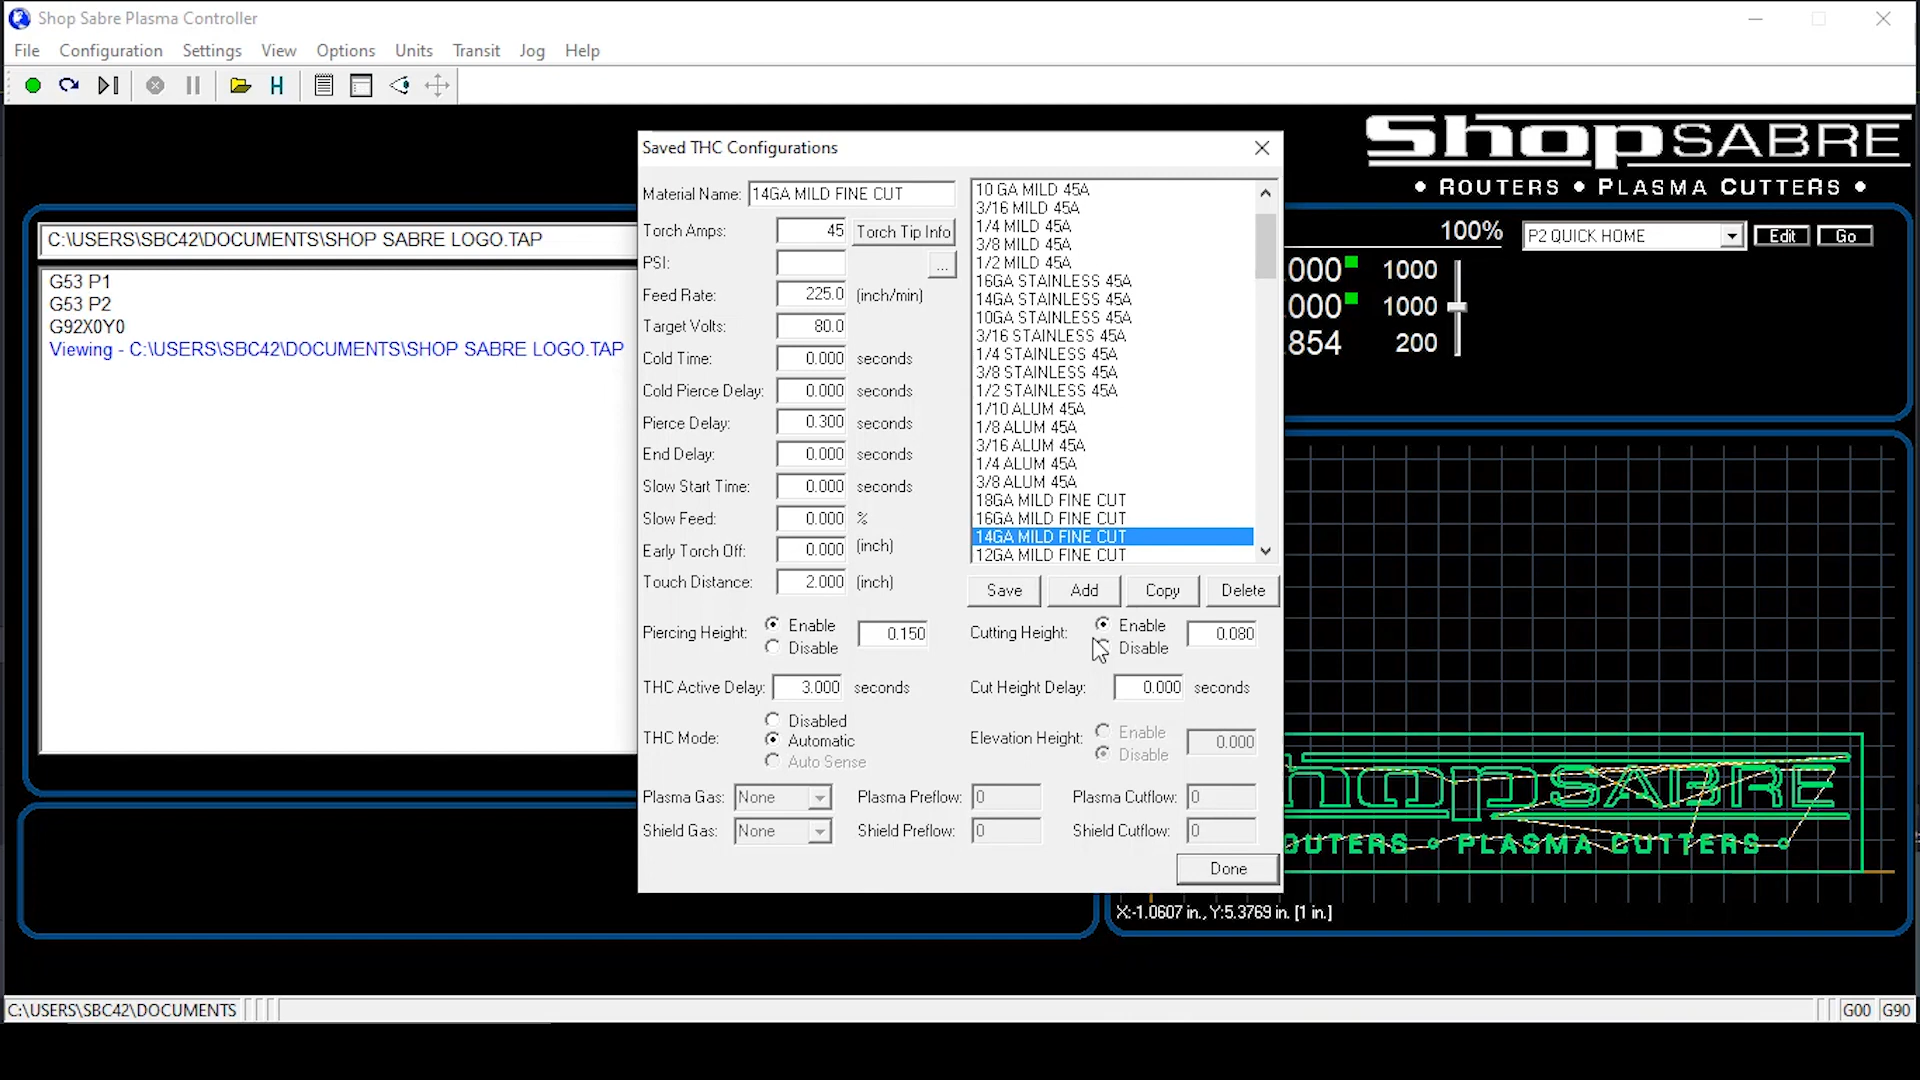 Shop Sabre Plasma Controller
File Configuration Settings View Options Units Transit Jog Help
H
ShopSABRE
• ROUTERS • PLASMA CUTTERS •
C:\USERS\SBC42\DOCUMENTS\SHOP SABRE LOGO.TAP
G53 P1
G53 P2
G92X0Y0
Viewing - C:\USERS\SBC42\DOCUMENTS\SHOP SABRE LOGO.TAP
Saved THC Configurations
Material Name: 14GA MILD FINE CUT
Torch Amps: 45 Torch Tip Info
PSI: ...
Feed Rate: 225.0 (inch/min)
Target Volts: 80.0
Cold Time: 0.000 seconds
Cold Pierce Delay: 0.000 seconds
Pierce Delay: 0.300 seconds
End Delay: 0.000 seconds
Slow Start Time: 0.000 seconds
Slow Feed: 0.000 %
Early Torch Off: 0.000 (inch)
Touch Distance: 2.000 (inch)
10 GA MILD 45A
3/16 MILD 45A
1/4 MILD 45A
3/8 MILD 45A
1/2 MILD 45A
16GA STAINLESS 45A
14GA STAINLESS 45A
10GA STAINLESS 45A
3/16 STAINLESS 45A
1/4 STAINLESS 45A
3/8 STAINLESS 45A
1/2 STAINLESS 45A
1/10 ALUM 45A
1/8 ALUM 45A
3/16 ALUM 45A
1/4 ALUM 45A
3/8 ALUM 45A
18GA MILD FINE CUT
16GA MILD FINE CUT
14GA MILD FINE CUT
12GA MILD FINE CUT
Save Add Copy Delete
Piercing Height: Enable Disable 0.150
Cutting Height: Enable Disable 0.080
THC Active Delay: 3.000 seconds
Cut Height Delay: 0.000 seconds
THC Mode: Disabled Automatic Auto Sense
Elevation Height: Enable Disable 0.000
Plasma Gas: None Plasma Preflow: 0 Plasma Cutflow: 0
Shield Gas: None Shield Preflow: 0 Shield Cutflow: 0
Done
100% P2 QUICK HOME Edit Go
000 1000
000 1000
854 200
hopSABRE
OUTERS • PLASMA CUTTERS •
X:-1.0607 in., Y:5.3769 in. [1 in.]
C:\USERS\SBC42\DOCUMENTS G00 G90